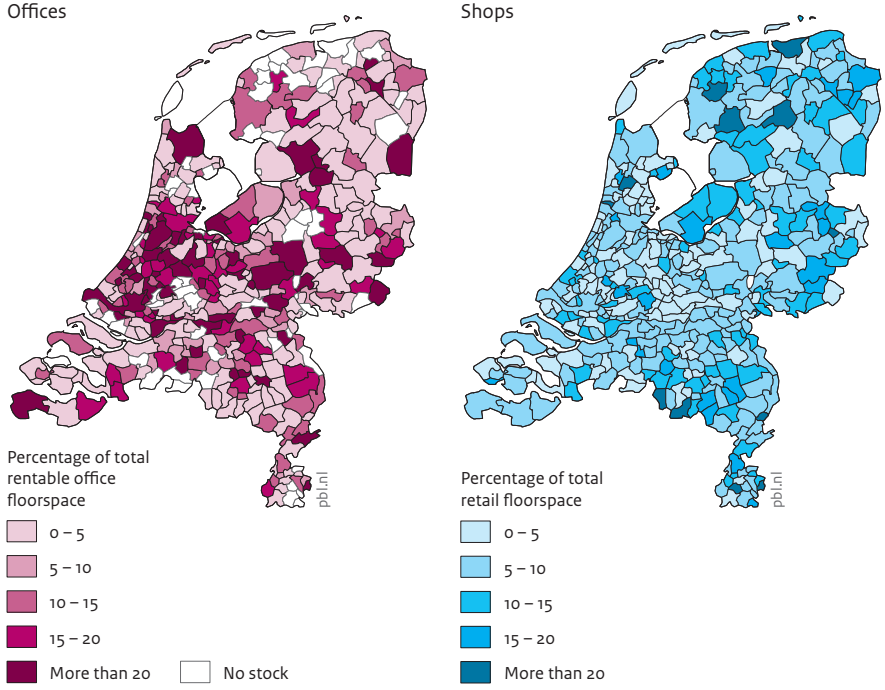 Offices
Percentage of total
rentable office
floorspace
0 – 5
5 – 10
10 – 15
15 – 20
More than 20
No stock
pbl.nl
Shops
Percentage of total
retail floorspace
0 – 5
5 – 10
10 – 15
15 – 20
More than 20
pbl.nl